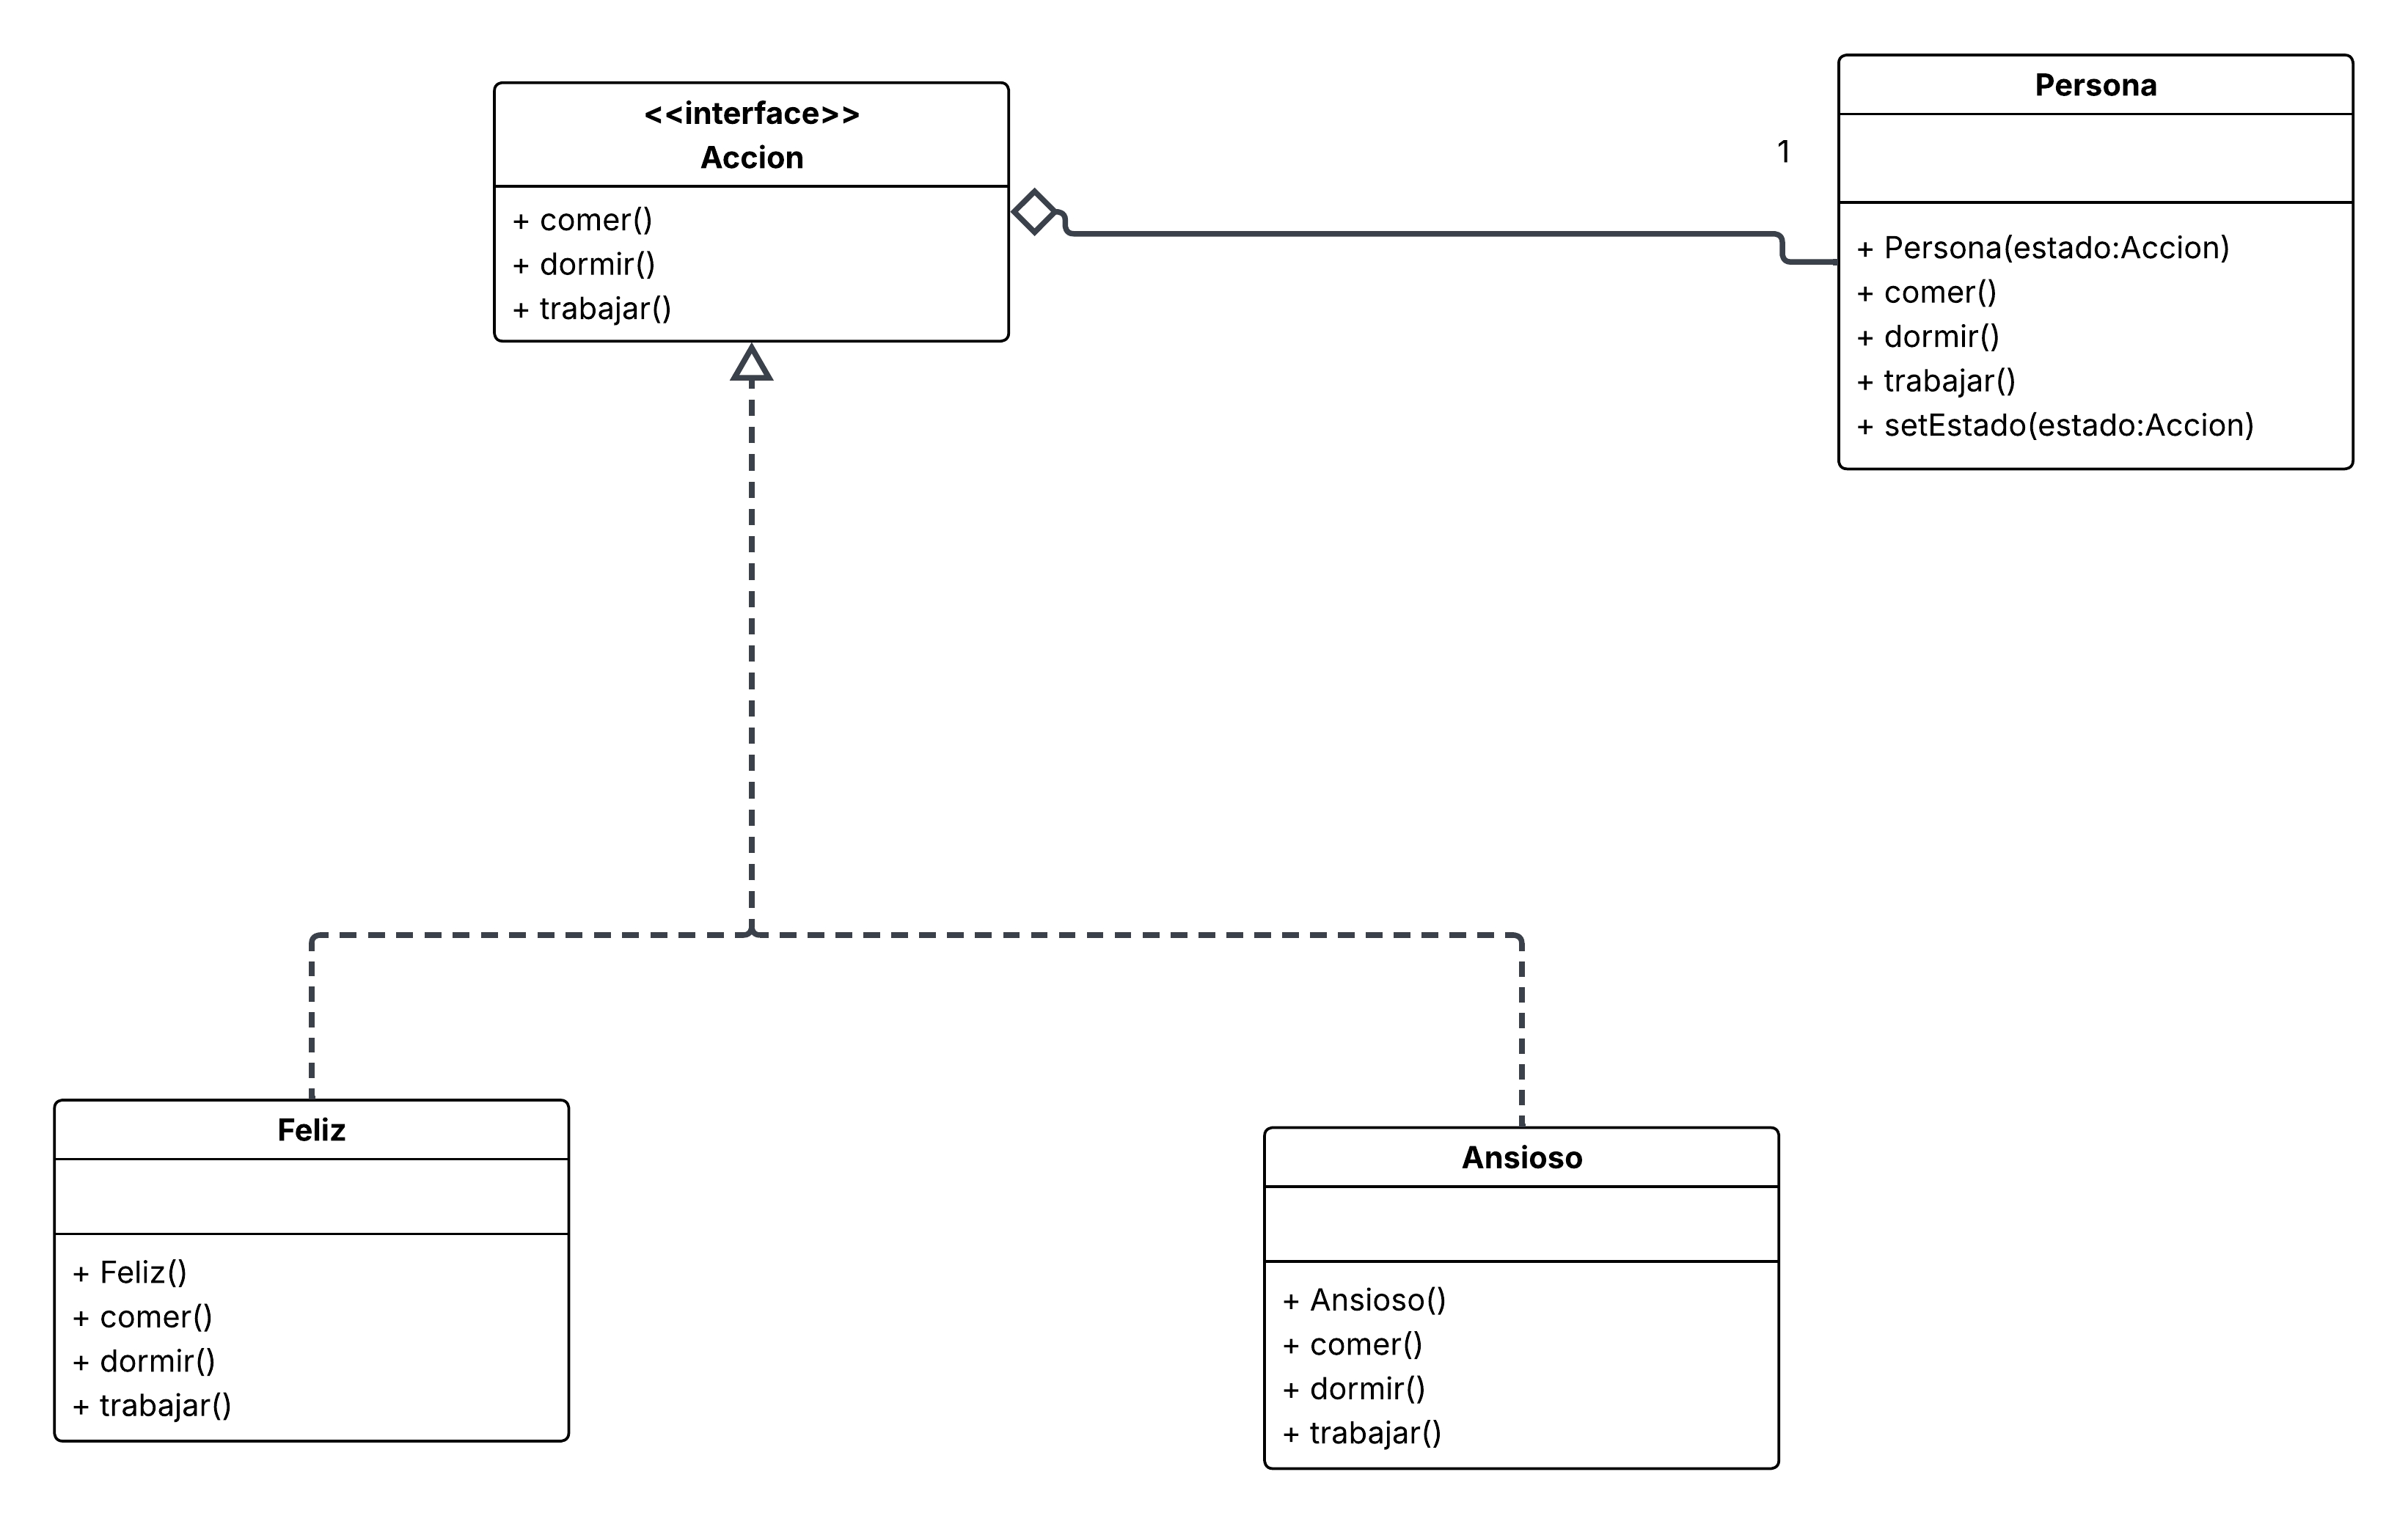 <<interface>>
Accion
+ comer()
+ dormir()
+ trabajar()
1
Persona
+ Persona(estado:Accion)
+ comer()
+ dormir()
+ trabajar()
+ setEstado(estado:Accion)
Feliz
+ Feliz()
+ comer()
+ dormir()
+ trabajar()
Ansioso
+ Ansioso()
+ comer()
+ dormir()
+ trabajar()